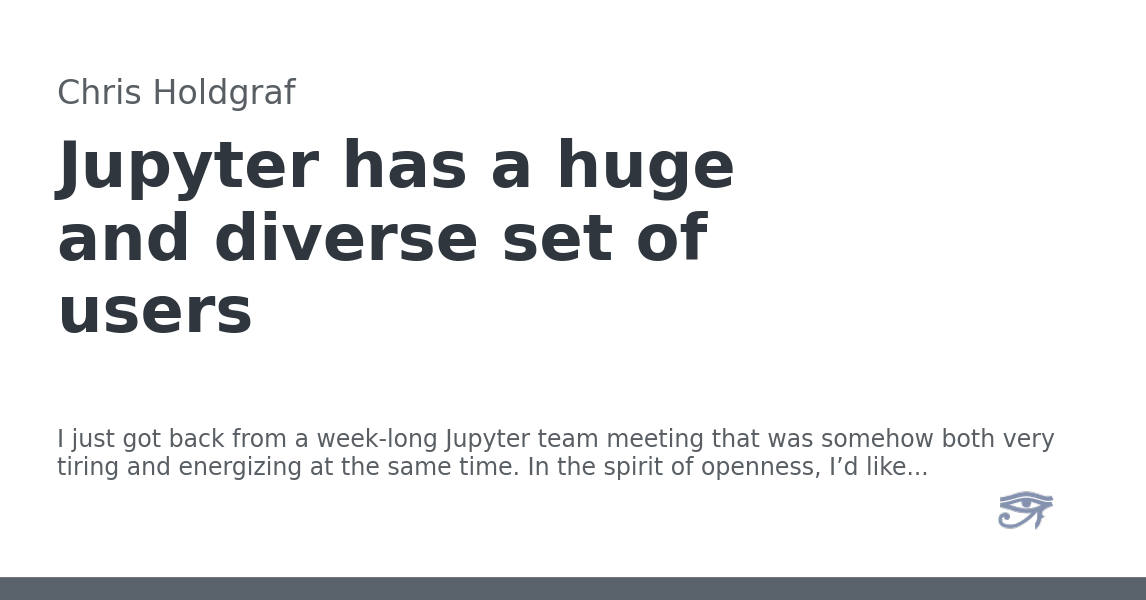 Chris Holdgraf
Jupyter has a huge
and diverse set of
users
I just got back from a week-long Jupyter team meeting that was somehow both very
tiring and energizing at the same time. In the spirit of openness, I’d like...